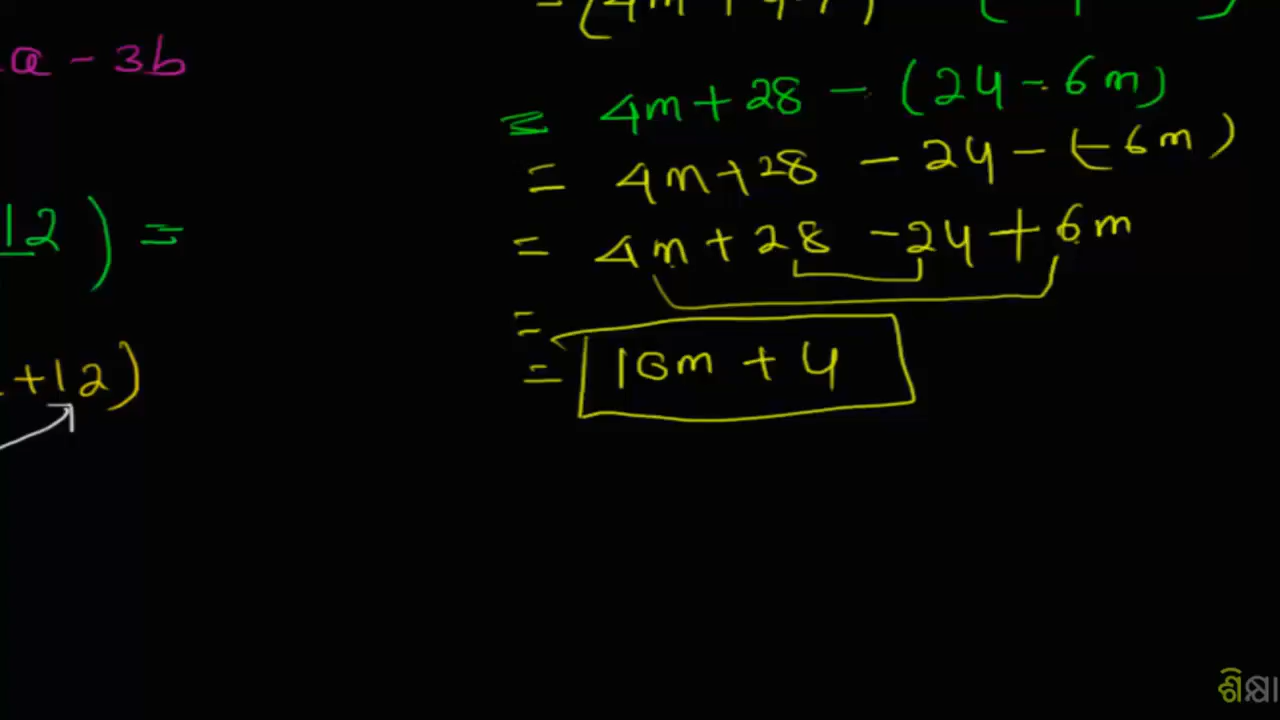 a - 3b
= 4m + 28 - (24 - 6m)
= 4m + 28 - 24 - (-6m)
12) =
= 4m + 28 - 24 + 6m
=
= 10m + 4
+12)
ଶିକ୍ଷା